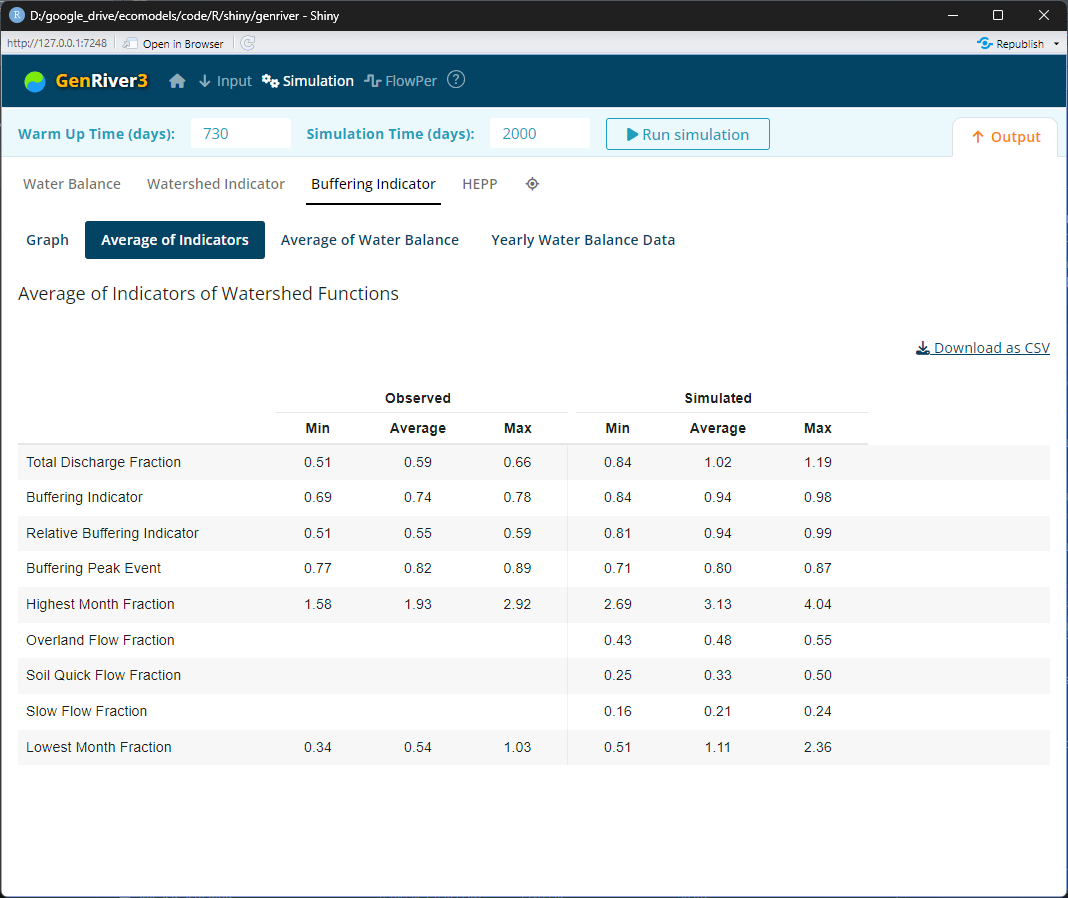 D:/google_drive/ecomodels/code/R/shiny/genriver - Shiny
http://127.0.0.1:7248 Open in Browser Republish
GenRiver3 Input Simulation FlowPer ?
Warm Up Time (days): 730 Simulation Time (days): 2000 Run simulation Output
Water Balance Watershed Indicator Buffering Indicator HEPP
Graph Average of Indicators Average of Water Balance Yearly Water Balance Data
Average of Indicators of Watershed Functions
Download as CSV
Observed Simulated
Min Average Max Min Average Max
Total Discharge Fraction 0.51 0.59 0.66 0.84 1.02 1.19
Buffering Indicator 0.69 0.74 0.78 0.84 0.94 0.98
Relative Buffering Indicator 0.51 0.55 0.59 0.81 0.94 0.99
Buffering Peak Event 0.77 0.82 0.89 0.71 0.80 0.87
Highest Month Fraction 1.58 1.93 2.92 2.69 3.13 4.04
Overland Flow Fraction 0.43 0.48 0.55
Soil Quick Flow Fraction 0.25 0.33 0.50
Slow Flow Fraction 0.16 0.21 0.24
Lowest Month Fraction 0.34 0.54 1.03 0.51 1.11 2.36